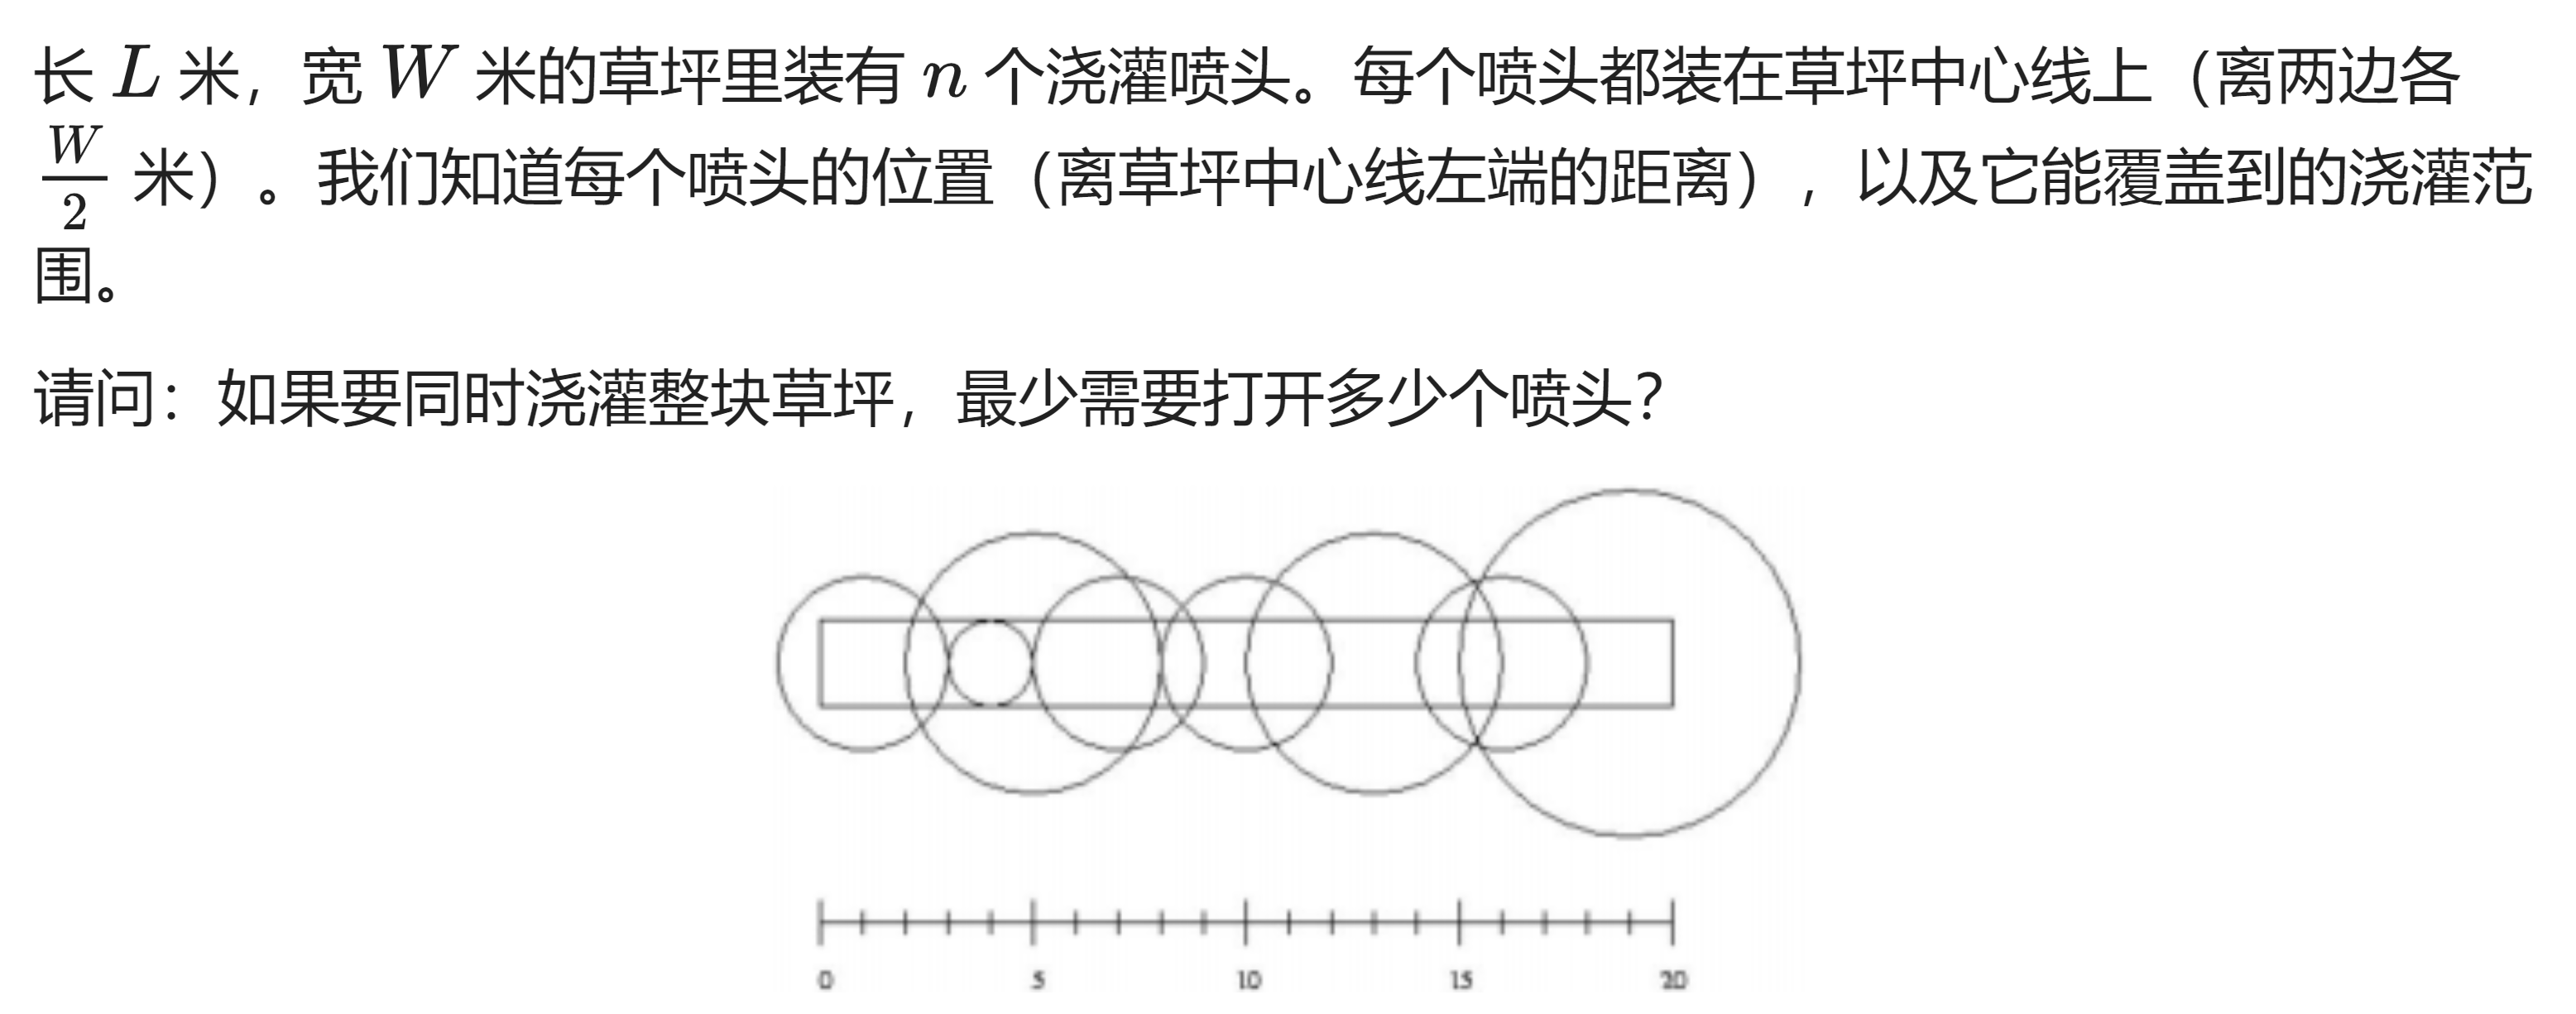 长 L 米，宽 W 米的草坪里装有 n 个浇灌喷头。每个喷头都装在草坪中心线上（离两边各
W/2 米）。我们知道每个喷头的位置（离草坪中心线左端的距离），以及它能覆盖到的浇灌范
围。
请问：如果要同时浇灌整块草坪，最少需要打开多少个喷头？
0 5 10 15 20